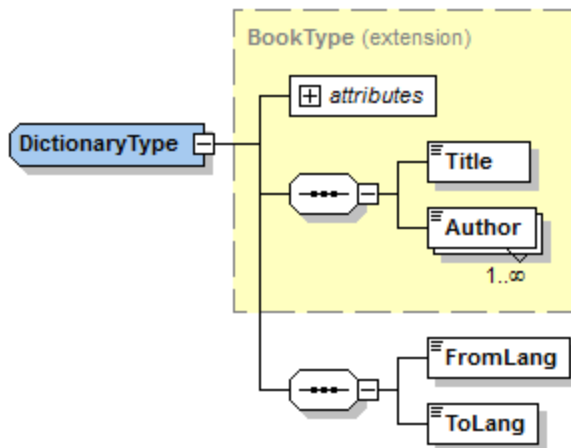 BookType (extension)
attributes
DictionaryType
Title
Author
1..∞
FromLang
ToLang